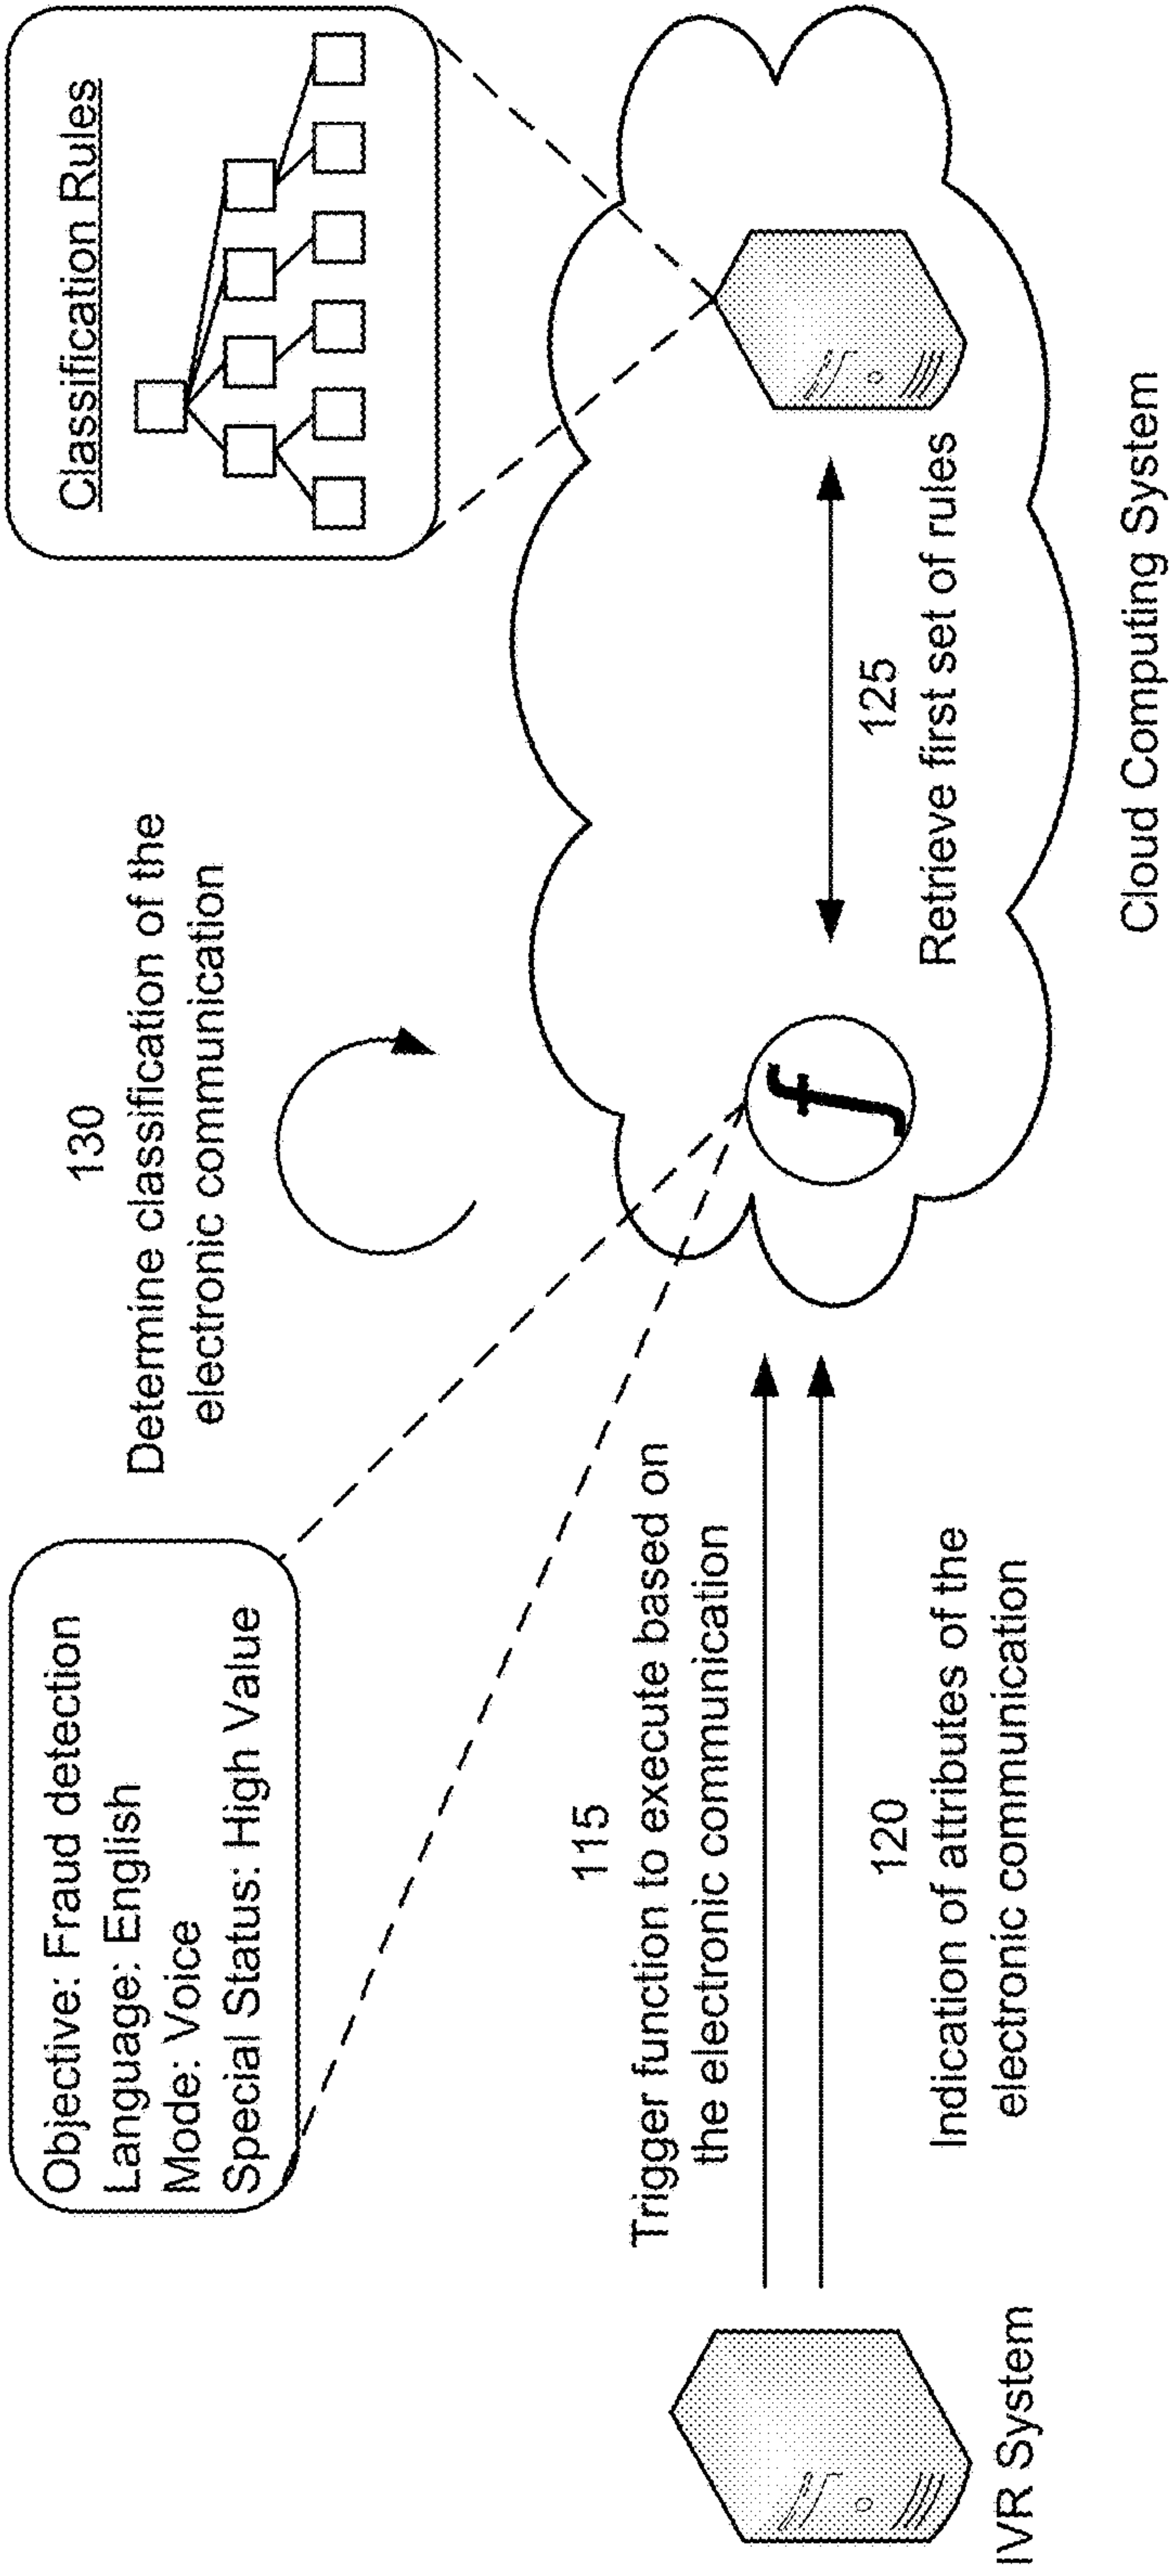 Objective: Fraud detection
Language: English
Mode: Voice
Special Status: High Value
130
Determine classification of the
electronic communication
Classification Rules
115
Trigger function to execute based on
the electronic communication
120
Indication of attributes of the
electronic communication
f
125
Retrieve first set of rules
IVR System
Cloud Computing System